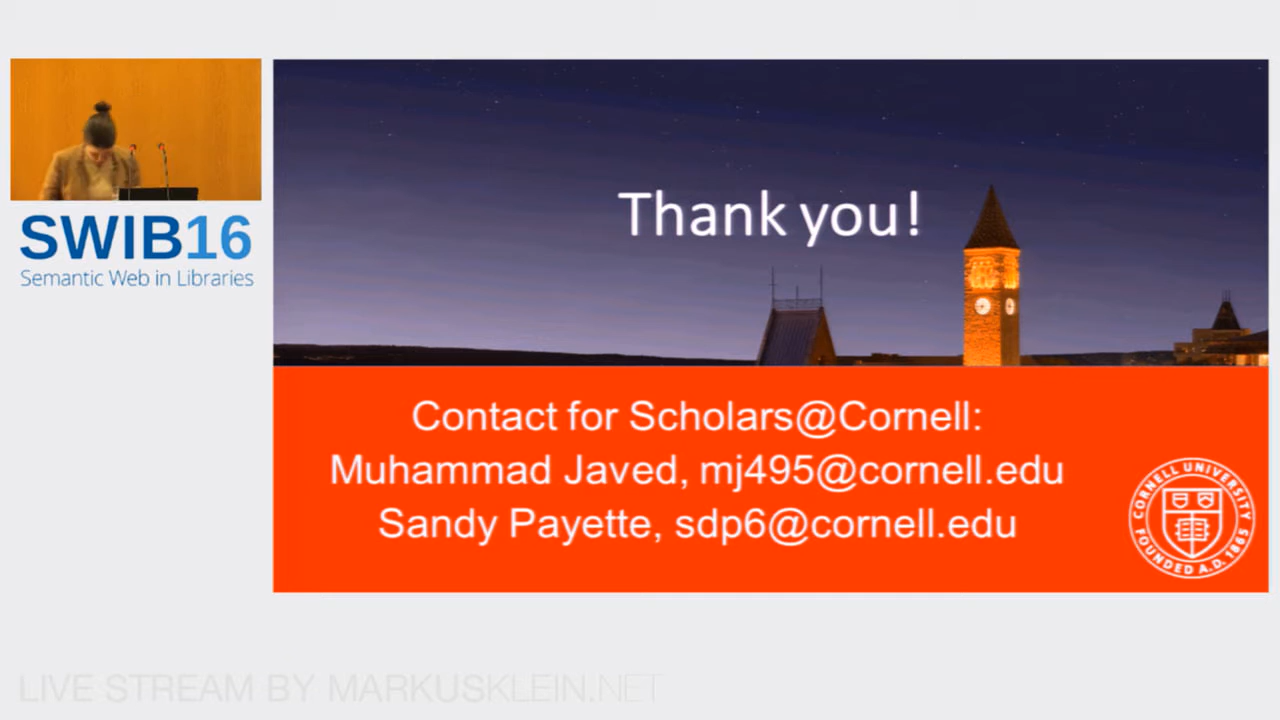 SWIB16
Semantic Web in Libraries
Thank you!
Contact for Scholars@Cornell:
Muhammad Javed, mj495@cornell.edu
Sandy Payette, sdp6@cornell.edu
CORNELL UNIVERSITY
FOUNDED A.D. 1865
LIVE STREAM BY MARKUSKLEIN.NET